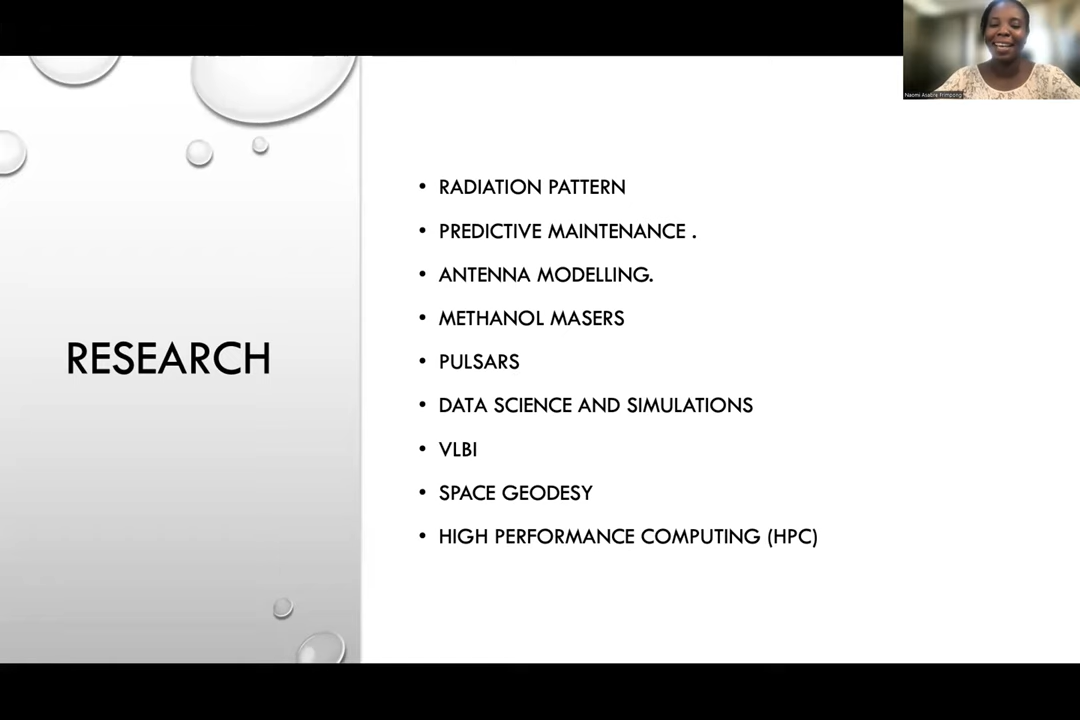 Naomi Asabre Frimpong
RESEARCH
• RADIATION PATTERN
• PREDICTIVE MAINTENANCE .
• ANTENNA MODELLING.
• METHANOL MASERS
• PULSARS
• DATA SCIENCE AND SIMULATIONS
• VLBI
• SPACE GEODESY
• HIGH PERFORMANCE COMPUTING (HPC)